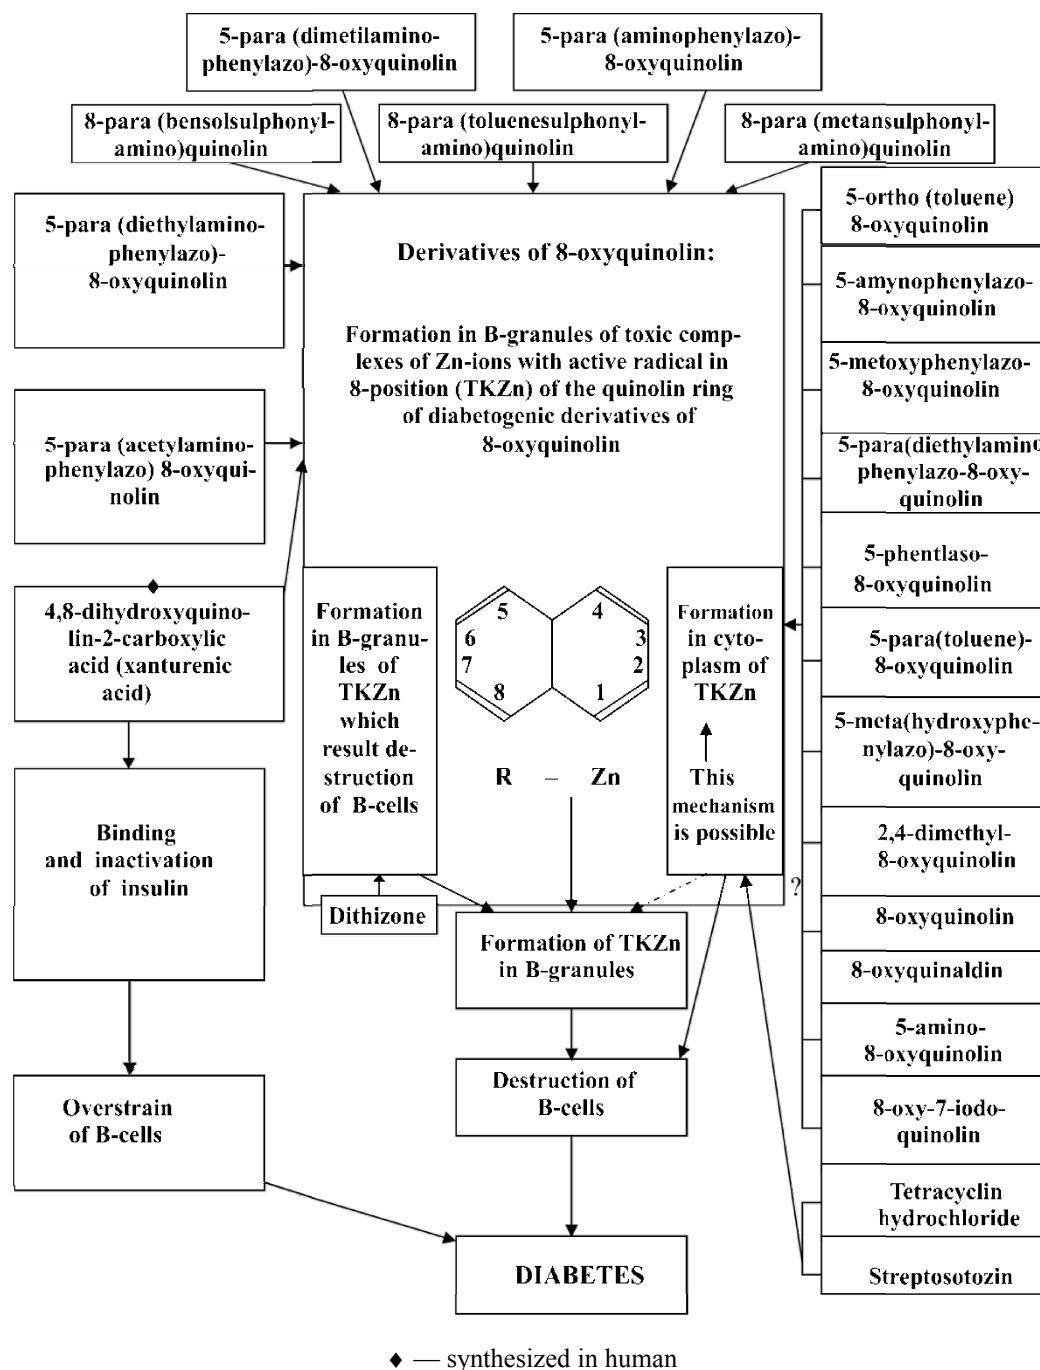 5-para (dimetilamino-
phenylazo)-8-oxyquinolin
5-para (aminophenylazo)-
8-oxyquinolin
8-para (bensolsulphonyl-
amino)quinolin
8-para (toluenesulphonyl-
amino)quinolin
8-para (metansulphonyl-
amino)quinolin
5-para (diethylamino-
phenylazo)-
8-oxyquinolin
5-para (acetylamino-
phenylazo) 8-oxyqui-
nolin
4,8-dihydroxyquino-
lin-2-carboxylic
acid (xanturenic
acid)
Binding
and inactivation
of insulin
Overstrain
of B-cells
Derivatives of 8-oxyquinolin:
Formation in B-granules of toxic comp-
lexes of Zn-ions with active radical in
8-position (TKZn) of the quinolin ring
of diabetogenic derivatives of
8-oxyquinolin
Formation
in B-granu-
les of
TKZn
which
result de-
struction
of B-cells
Dithizone
5 4
6 3
7 2
8 1
R – Zn
Formation
in cyto-
plasm of
TKZn
This
mechanism
is possible
?
Formation of TKZn
in B-granules
Destruction of
B-cells
DIABETES
5-ortho (toluene)
8-oxyquinolin
5-amynophenylazo-
8-oxyquinolin
5-metoxyphenylazo-
8-oxyquinolin
5-para(diethylamino
phenylazo-8-oxy-
quinolin
5-phentlaso-
8-oxyquinolin
5-para(toluene)-
8-oxyquinolin
5-meta(hydroxyphe-
nylazo)-8-oxy-
quinolin
2,4-dimethyl-
8-oxyquinolin
8-oxyquinolin
8-oxyquinaldin
5-amino-
8-oxyquinolin
8-oxy-7-iodo-
quinolin
Tetracyclin
hydrochloride
Streptosotozin
♦ — synthesized in human